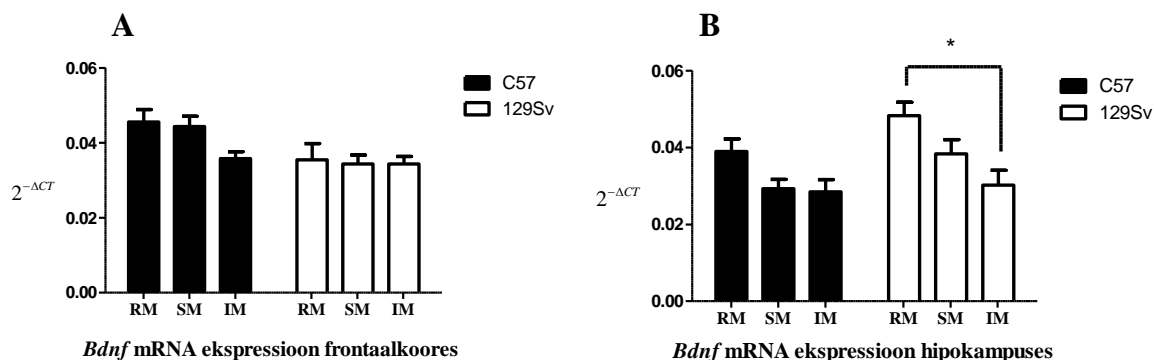 A
0.06
0.04
0.02
0.00
2^{-ΔCT}
C57
129Sv
RM SM IM RM SM IM
Bdnf mRNA ekspressioon frontaalkoores
B
*
0.06
0.04
0.02
0.00
2^{-ΔCT}
C57
129Sv
RM SM IM RM SM IM
Bdnf mRNA ekspressioon hipokampuses